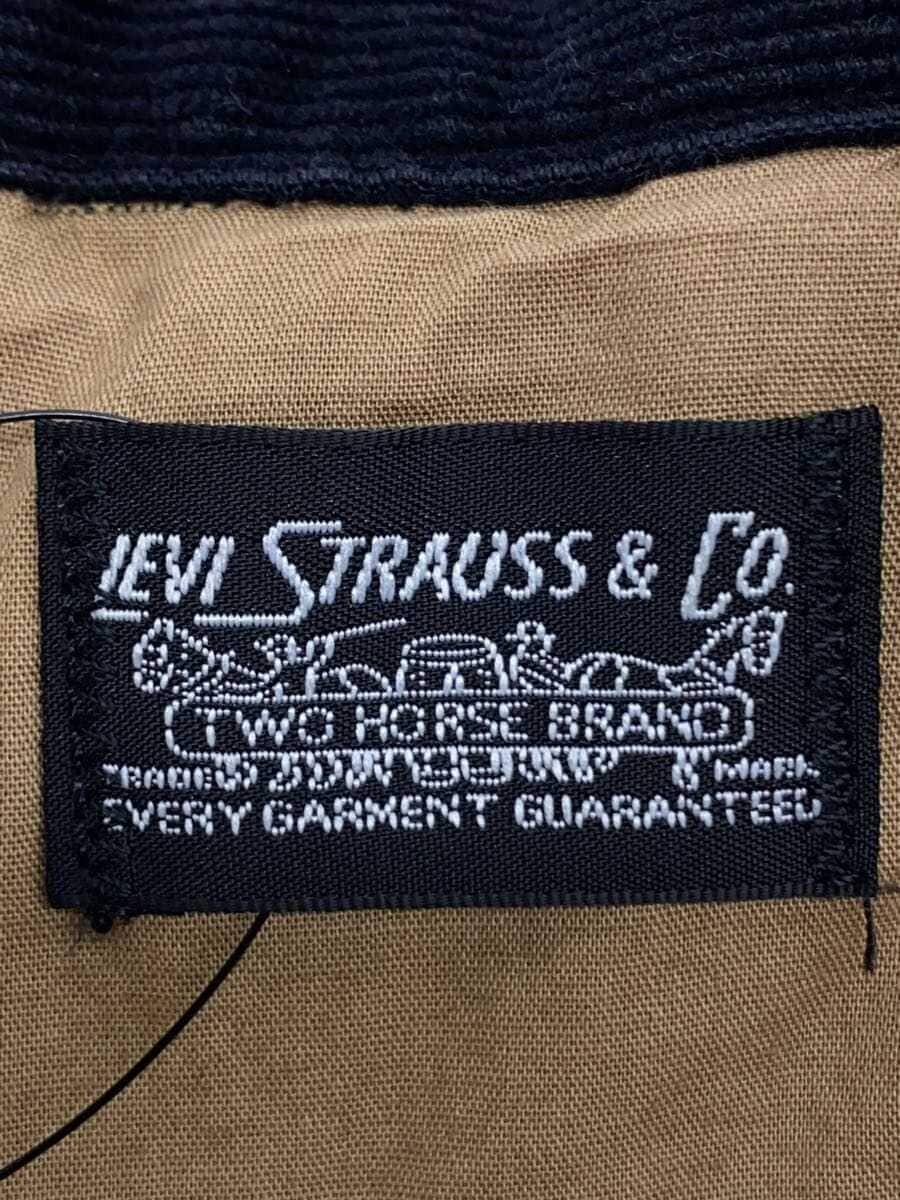 LEVI STRAUSS & CO.
TWO HORSE BRAND
TRADE MARK
EVERY GARMENT GUARANTEED